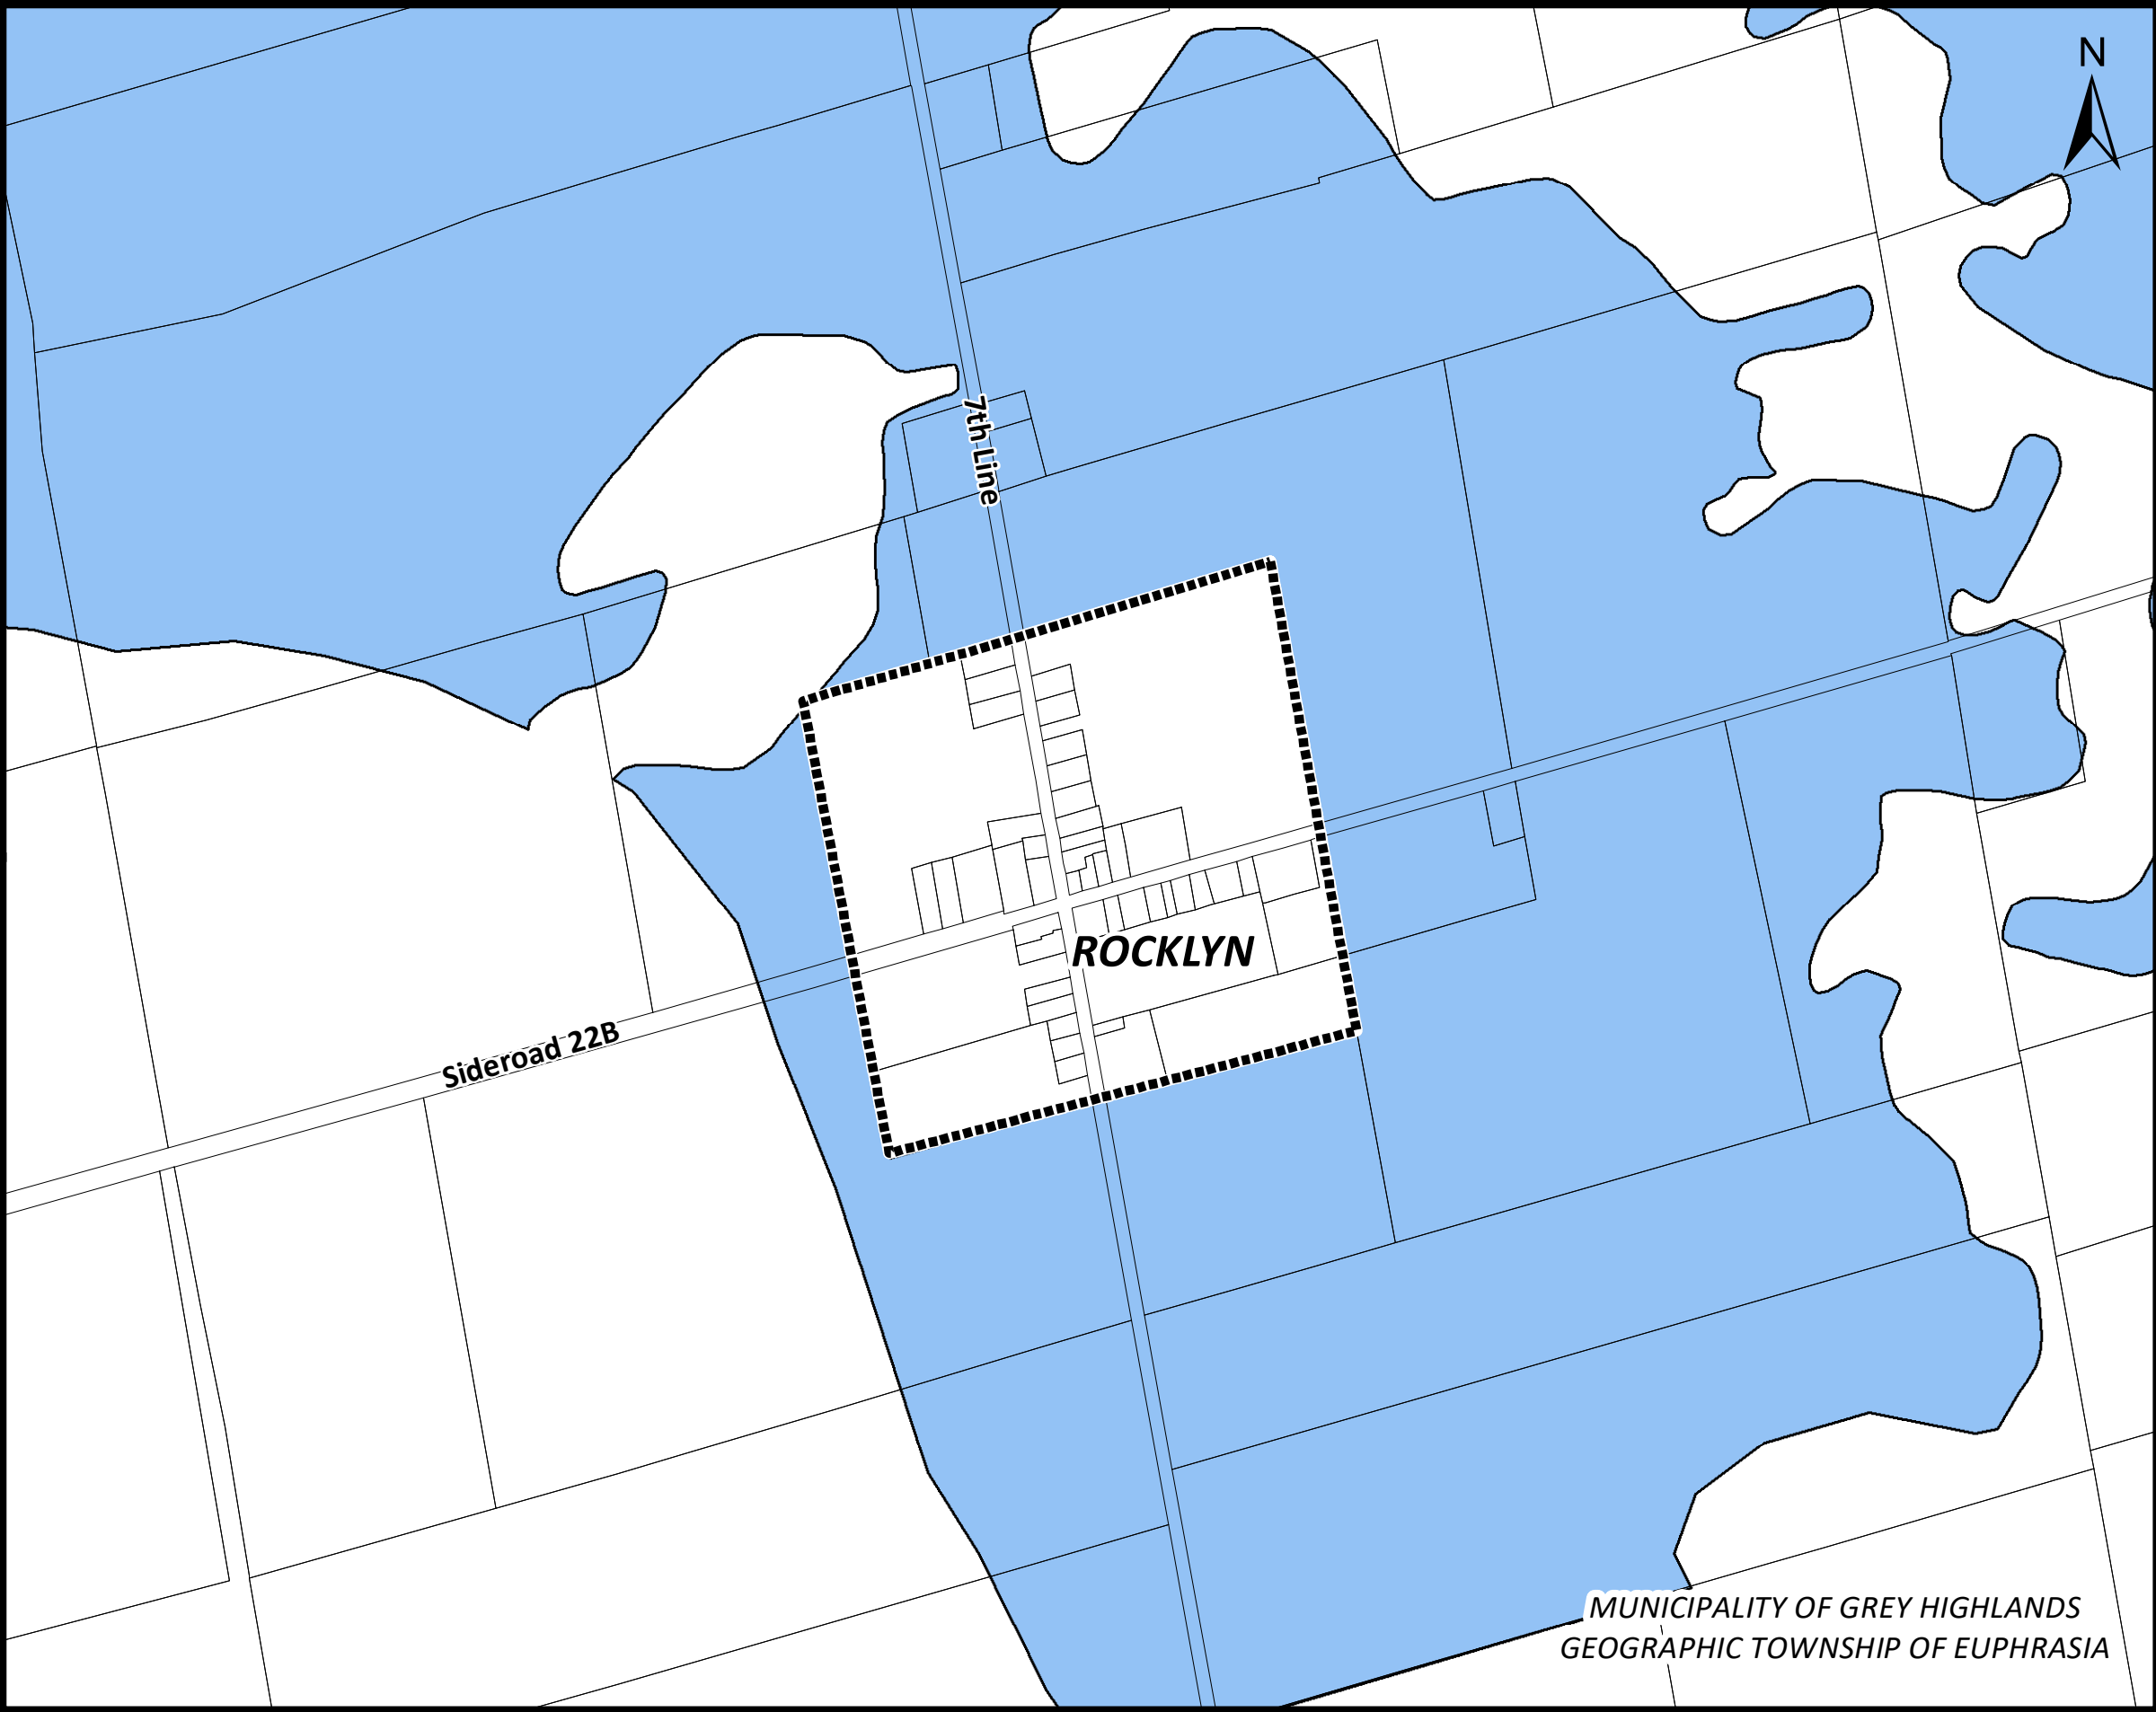 N
7th Line
ROCKLYN
Sideroad 22B
MUNICIPALITY OF GREY HIGHLANDS
GEOGRAPHIC TOWNSHIP OF EUPHRASIA